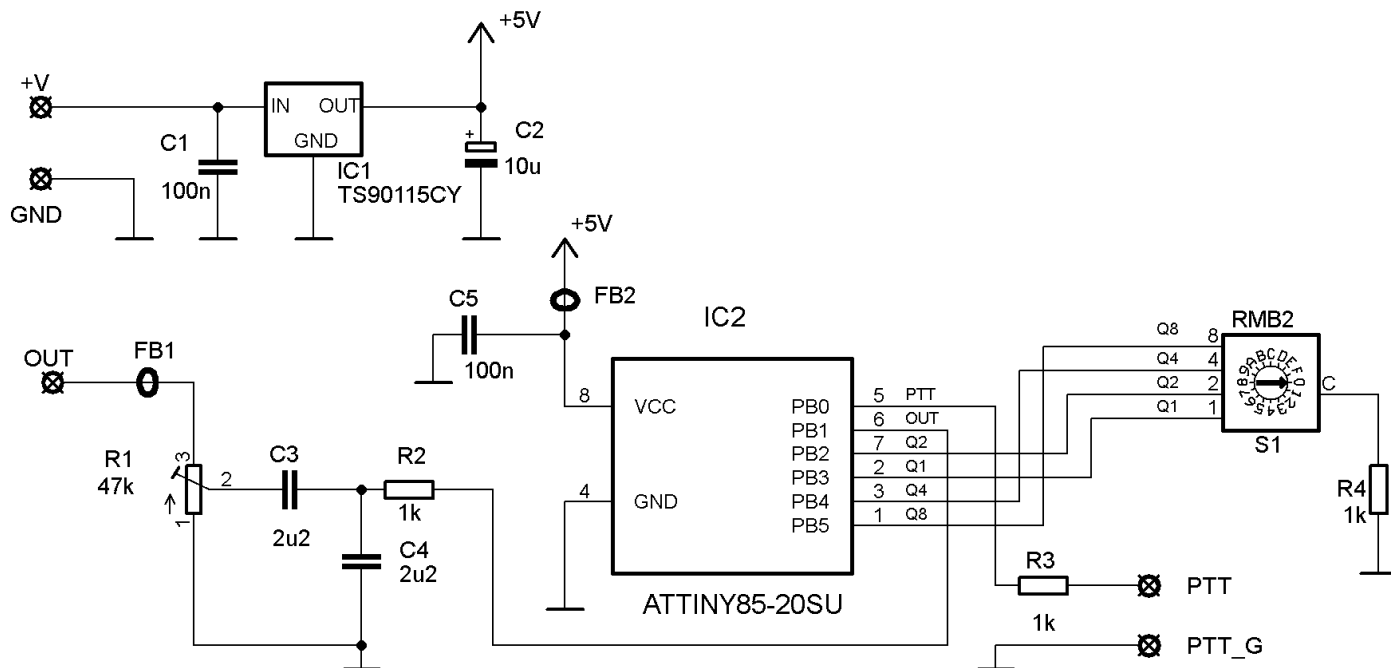 +5V
+V
IN OUT
GND
C1
100n
IC1
TS90115CY
+
C2
10u
GND
+5V
FB2
C5
100n
IC2
OUT
FB1
R1
47k
3
2
1
C3
2u2
R2
1k
C4
2u2
8
VCC
4
GND
PB0 5 PTT
PB1 6 OUT
PB2 7 Q2
PB3 2 Q1
PB4 3 Q4
PB5 1 Q8
ATTINY85-20SU
RMB2
Q8 8
Q4 4
Q2 2
Q1 1
0123456789ABCDEF
C
S1
R4
1k
R3
1k
PTT
PTT_G